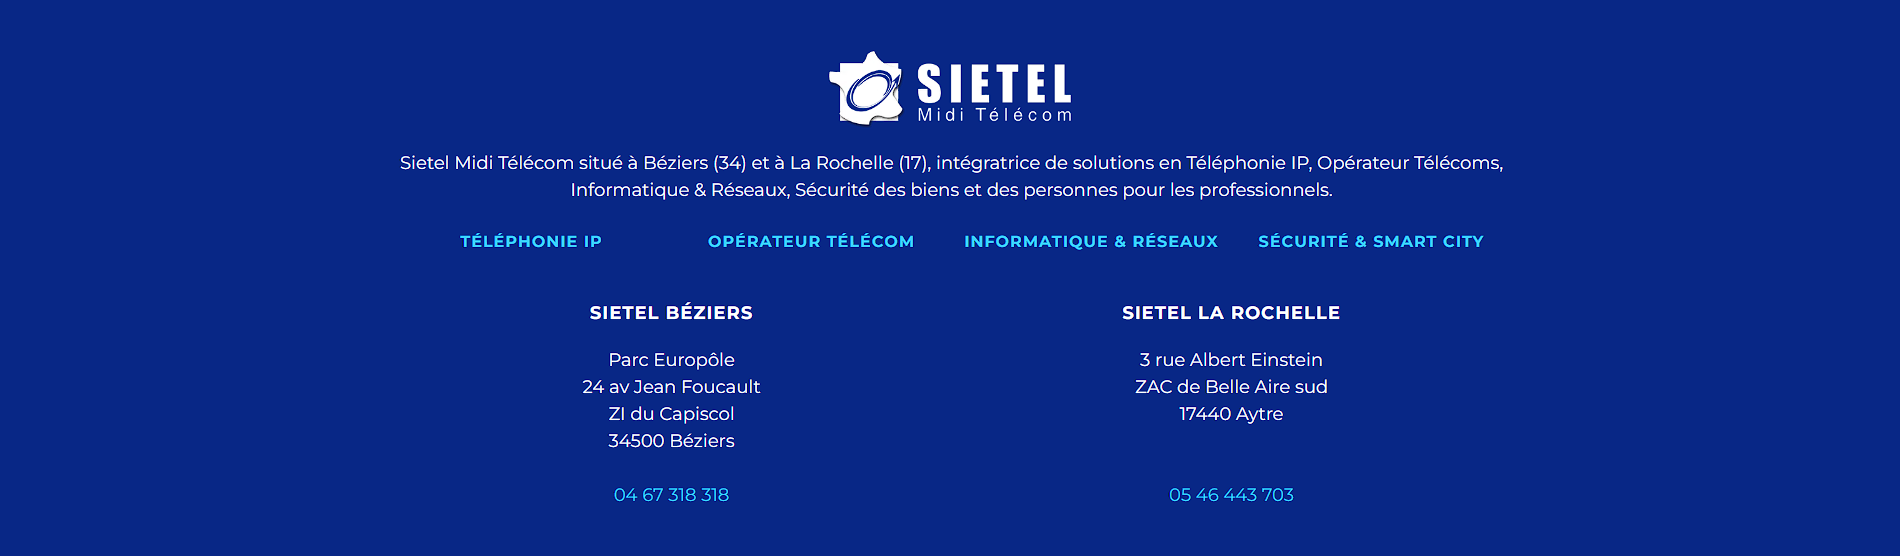 SIETEL
Midi Télécom
Sietel Midi Télécom situé à Béziers (34) et à La Rochelle (17), intégratrice de solutions en Téléphonie IP, Opérateur Télécoms,
Informatique & Réseaux, Sécurité des biens et des personnes pour les professionnels.
TÉLÉPHONIE IP
OPÉRATEUR TÉLÉCOM
INFORMATIQUE & RÉSEAUX
SÉCURITÉ & SMART CITY
SIETEL BÉZIERS
Parc Europôle
24 av Jean Foucault
ZI du Capiscol
34500 Béziers
04 67 318 318
SIETEL LA ROCHELLE
3 rue Albert Einstein
ZAC de Belle Aire sud
17440 Aytre
05 46 443 703